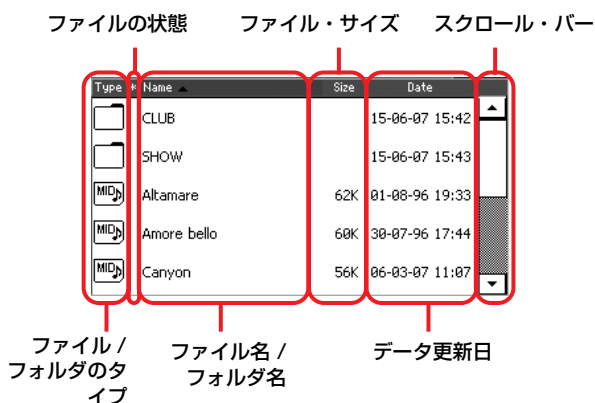 ファイルの状態 ファイル・サイズ スクロール・バー
Type * Name Size Date
CLUB 15-06-07 15:42
SHOW 15-06-07 15:43
MID Altamare 62K 01-08-96 19:33
MID Amore bello 60K 30-07-96 17:44
MID Canyon 56K 06-03-07 11:07
ファイル /
フォルダのタ
イプ
ファイル名 /
フォルダ名
データ更新日